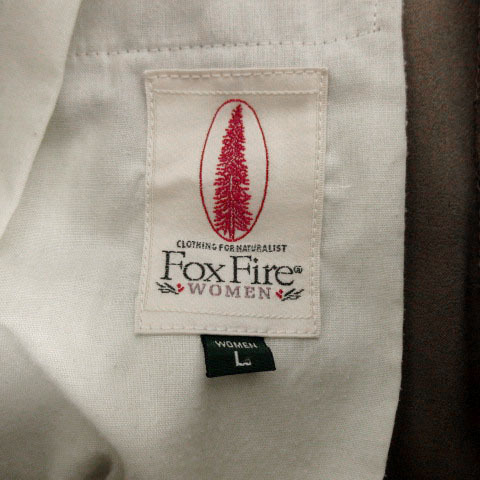 CLOTHING FOR NATURALIST
Fox Fire®
WOMEN
WOMEN
L